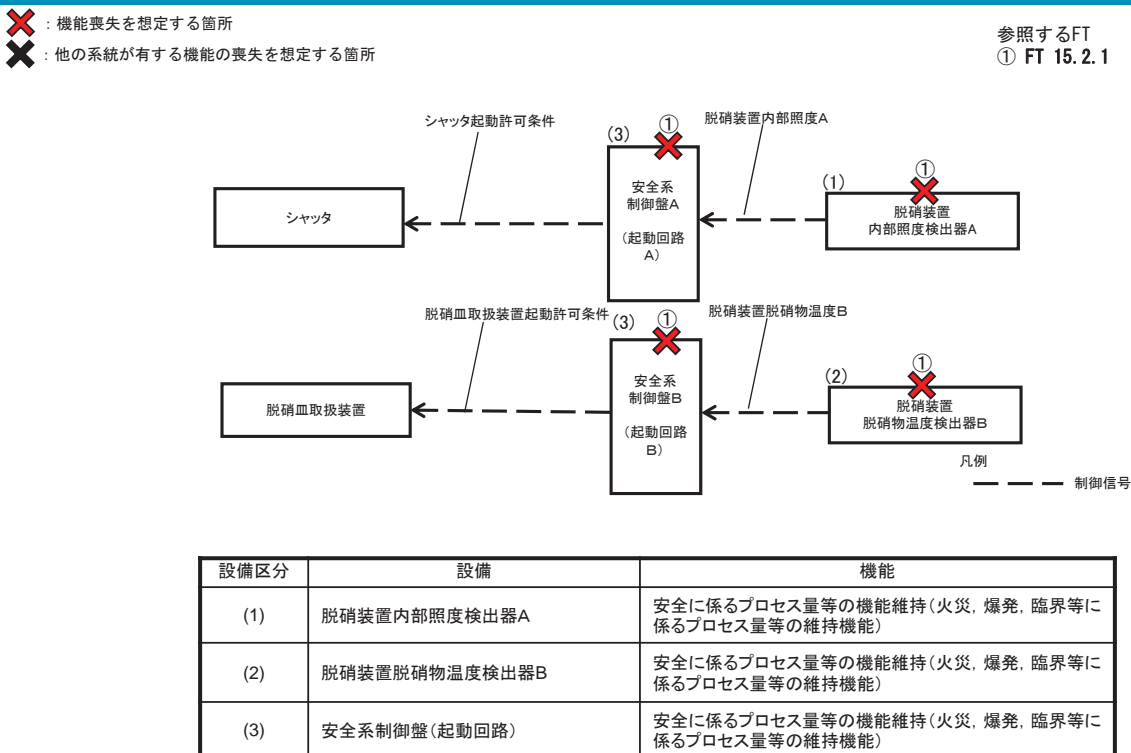 ：機能喪失を想定する箇所
：他の系統が有する機能の喪失を想定する箇所
参照するFT
① FT 15.2.1
シャッタ起動許可条件
(3)
①
脱硝装置内部照度A
シャッタ
安全系
制御盤A
(起動回路
A)
(1)
①
脱硝装置
内部照度検出器A
脱硝皿取扱装置起動許可条件
(3)
①
脱硝装置脱硝物温度B
脱硝皿取扱装置
安全系
制御盤B
(起動回路
B)
(2)
①
脱硝装置
脱硝物温度検出器B
凡例
制御信号
設備区分 設備 機能
(1) 脱硝装置内部照度検出器A 安全に係るプロセス量等の機能維持(火災，爆発，臨界等に
係るプロセス量等の維持機能)
(2) 脱硝装置脱硝物温度検出器B 安全に係るプロセス量等の機能維持(火災，爆発，臨界等に
係るプロセス量等の維持機能)
(3) 安全系制御盤(起動回路) 安全に係るプロセス量等の機能維持(火災，爆発，臨界等に
係るプロセス量等の維持機能)